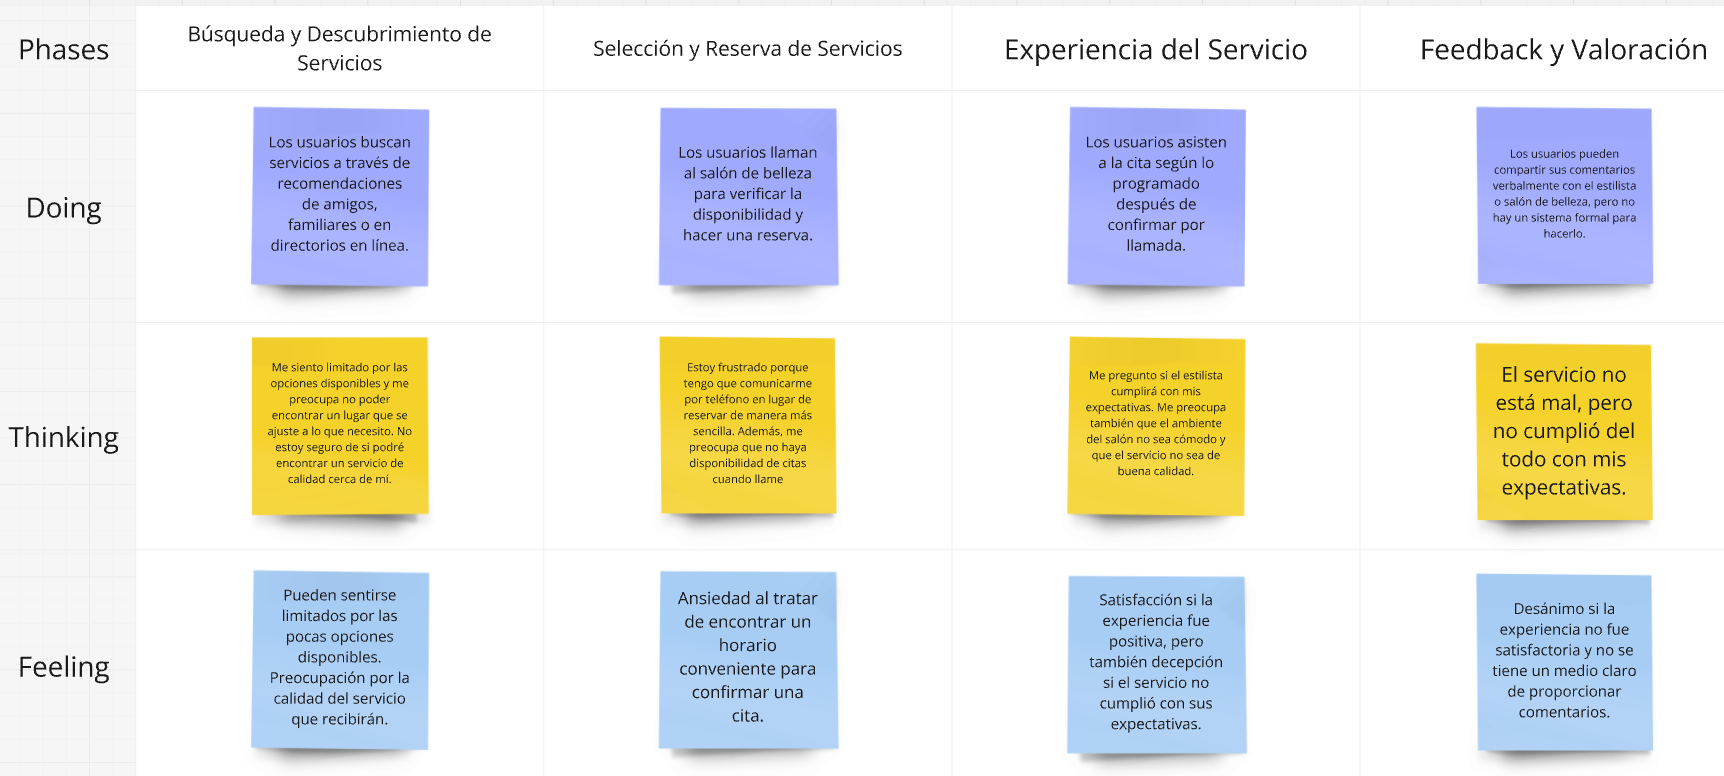 Phases
Búsqueda y Descubrimiento de
Servicios
Selección y Reserva de Servicios
Experiencia del Servicio
Feedback y Valoración
Doing
Los usuarios buscan
servicios a través de
recomendaciones
de amigos,
familiares o en
directorios en línea.
Los usuarios llaman
al salón de belleza
para verificar la
disponibilidad y
hacer una reserva.
Los usuarios asisten
a la cita según lo
programado
después de
confirmar por
llamada.
Los usuarios pueden
compartir sus comentarios
verbalmente con el estilista
o salón de belleza, pero no
hay un sistema formal para
hacerlo.
Thinking
Me siento limitado por las
opciones disponibles y me
preocupa no poder
encontrar un lugar que se
ajuste a lo que necesito. No
estoy seguro de si podré
encontrar un servicio de
calidad cerca de mí.
Estoy frustrado porque
tengo que comunicarme
por teléfono en lugar de
reservar de manera más
sencilla. Además, me
preocupa que no haya
disponibilidad de citas
cuando llame
Me pregunto si el estilista
cumplirá con mis
expectativas. Me preocupa
también que el ambiente
del salón no sea cómodo y
que el servicio no sea de
buena calidad.
El servicio no
está mal, pero
no cumplió del
todo con mis
expectativas.
Feeling
Pueden sentirse
limitados por las
pocas opciones
disponibles.
Preocupación por la
calidad del servicio
que recibirán.
Ansiedad al tratar
de encontrar un
horario
conveniente para
confirmar una
cita.
Satisfacción si la
experiencia fue
positiva, pero
también decepción
si el servicio no
cumplió con sus
expectativas.
Desánimo si la
experiencia no fue
satisfactoria y no se
tiene un medio claro
de proporcionar
comentarios.